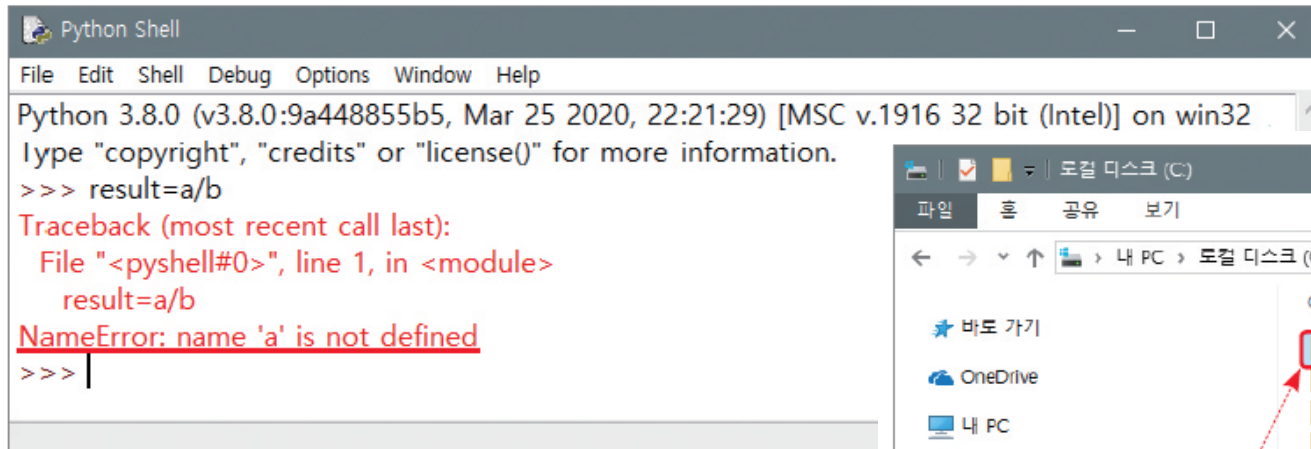 Python Shell
File Edit Shell Debug Options Window Help
Python 3.8.0 (v3.8.0:9a448855b5, Mar 25 2020, 22:21:29) [MSC v.1916 32 bit (Intel)] on win32
Type "copyright", "credits" or "license()" for more information.
>>> result=a/b
Traceback (most recent call last):
File "<pyshell#0>", line 1, in <module>
result=a/b
NameError: name 'a' is not defined
>>>
로컬 디스크 (C:)
파일 홈 공유 보기
내 PC > 로컬 디스크 (
바로 가기
OneDrive
내 PC